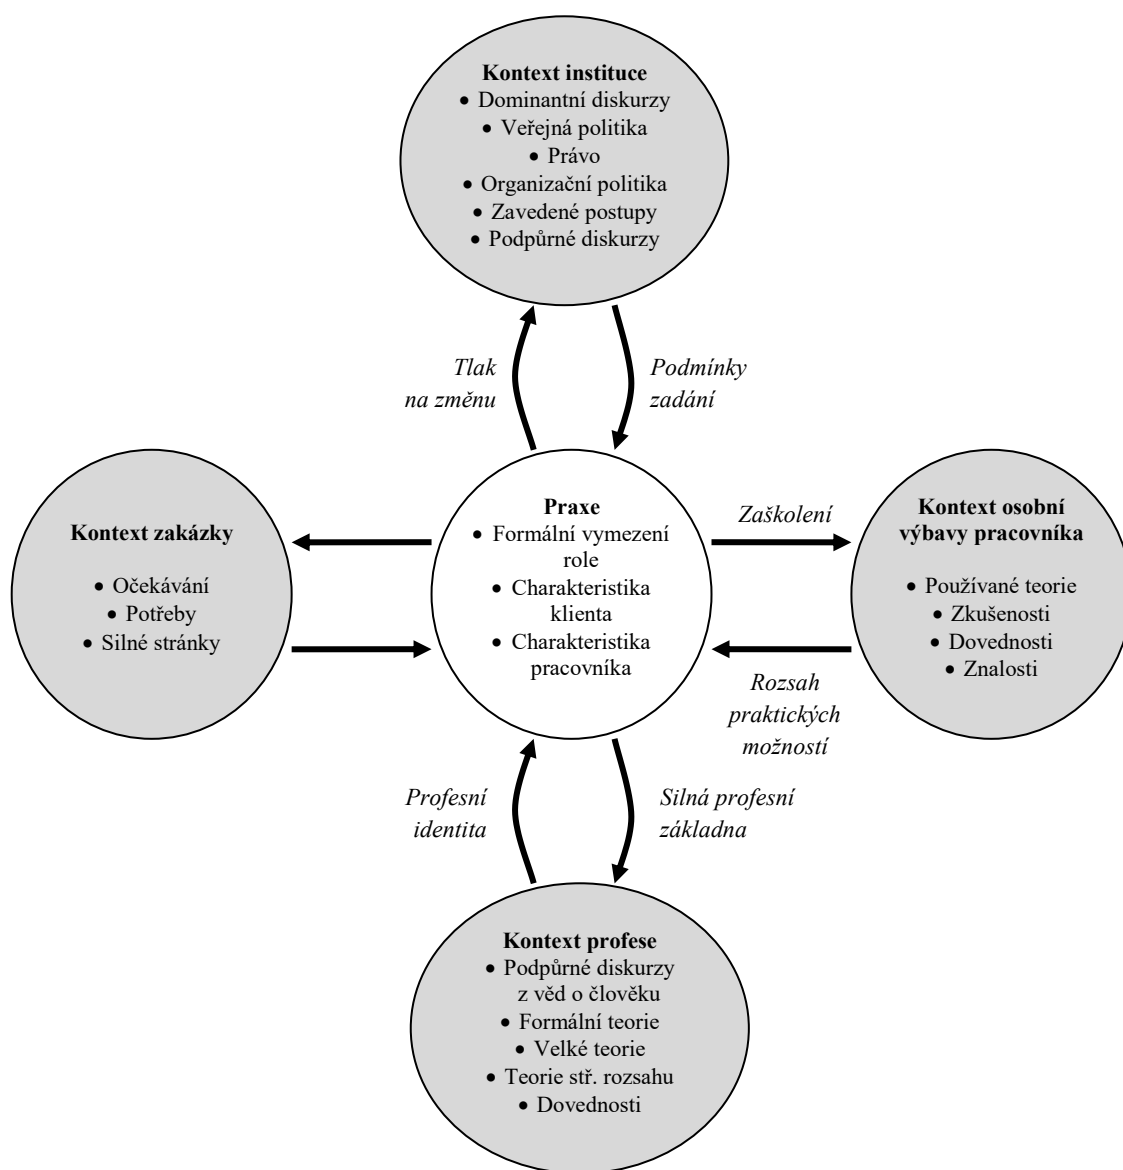 Kontext instituce
• Dominantní diskurzy
• Veřejná politika
• Právo
• Organizační politika
• Zavedené postupy
• Podpůrné diskurzy
Tlak
na změnu
Podmínky
zadání
Kontext zakázky
• Očekávání
• Potřeby
• Silné stránky
Praxe
• Formální vymezení
role
• Charakteristika
klienta
• Charakteristika
pracovníka
Zaškolení
Rozsah
praktických
možností
Kontext osobní
výbavy pracovníka
• Používané teorie
• Zkušenosti
• Dovednosti
• Znalosti
Profesní
identita
Silná profesní
základna
Kontext profese
• Podpůrné diskurzy
z věd o člověku
• Formální teorie
• Velké teorie
• Teorie stř. rozsahu
• Dovednosti